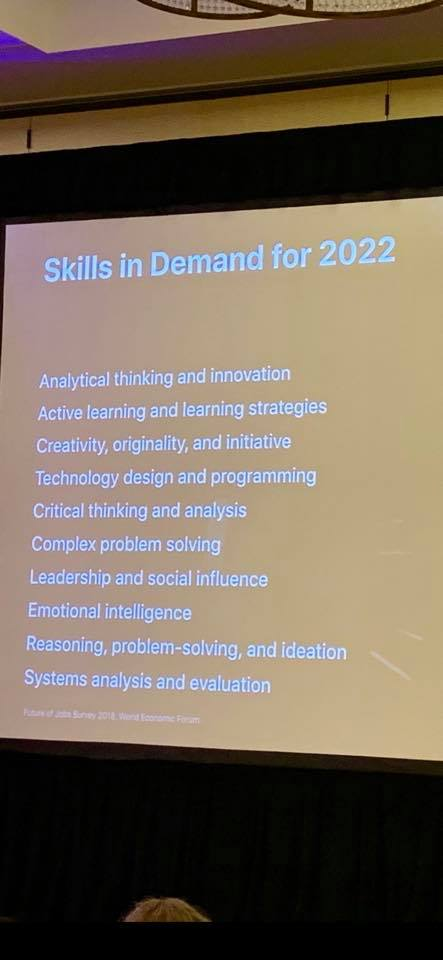 Skills in Demand for 2022
Analytical thinking and innovation
Active learning and learning strategies
Creativity, originality, and initiative
Technology design and programming
Critical thinking and analysis
Complex problem solving
Leadership and social influence
Emotional intelligence
Reasoning, problem-solving, and ideation
Systems analysis and evaluation
Future of Jobs Survey 2018, World Economic Forum